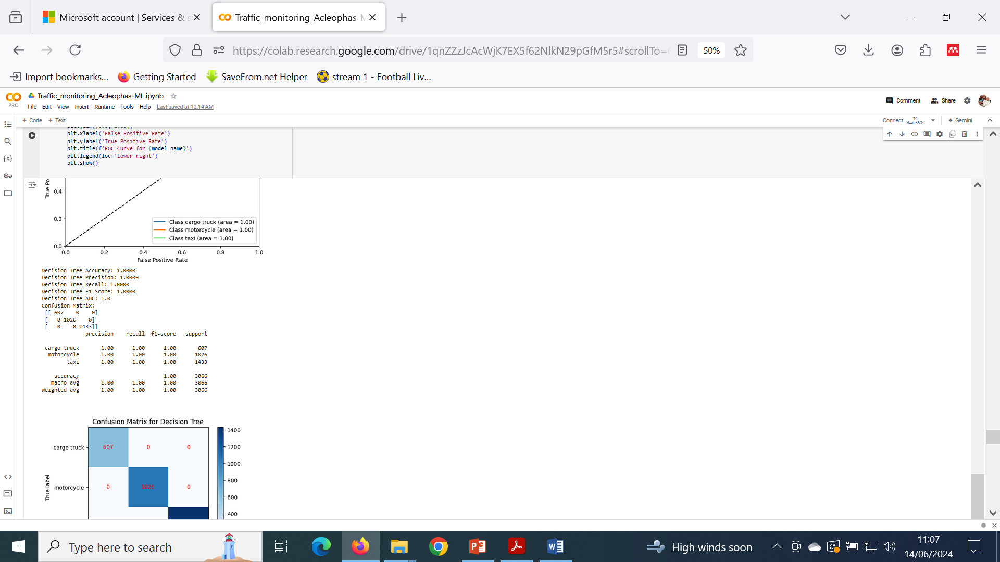 Microsoft account | Services & s
Traffic_monitoring_Acleophas-M
https://colab.research.google.com/drive/1qnZZzJcAcWjK7EX5f62NlkN29pGfM5r5#scrollTo=6
50%
Import bookmarks...
Getting Started
SaveFrom.net Helper
stream 1 - Football Liv...
PRO
Traffic_monitoring_Acleophas-ML.ipynb
Comment
Share
File Edit View Insert Runtime Tools Help Last saved at 10:14 AM
+ Code + Text
Connect T4 High-RAM
Gemini
plt.xlabel('False Positive Rate')
plt.ylabel('True Positive Rate')
plt.title(f'ROC Curve for {model_name}')
plt.legend(loc='lower right')
plt.show()
True Po
0.4
0.2
0.0
Class cargo truck (area = 1.00)
Class motorcycle (area = 1.00)
Class taxi (area = 1.00)
0.0 0.2 0.4 0.6 0.8 1.0
False Positive Rate
Decision Tree Accuracy: 1.0000
Decision Tree Precision: 1.0000
Decision Tree Recall: 1.0000
Decision Tree F1 Score: 1.0000
Decision Tree AUC: 1.0
Confusion Matrix:
[[ 607 0 0]
[ 0 1026 0]
[ 0 0 1433]]
precision recall f1-score support
cargo truck 1.00 1.00 1.00 607
motorcycle 1.00 1.00 1.00 1026
taxi 1.00 1.00 1.00 1433
accuracy 1.00 3066
macro avg 1.00 1.00 1.00 3066
weighted avg 1.00 1.00 1.00 3066
Confusion Matrix for Decision Tree
cargo truck 607 0 0
motorcycle 0 1026 0
True label
1400
1200
1000
800
600
400
Type here to search
High winds soon
11:07
14/06/2024